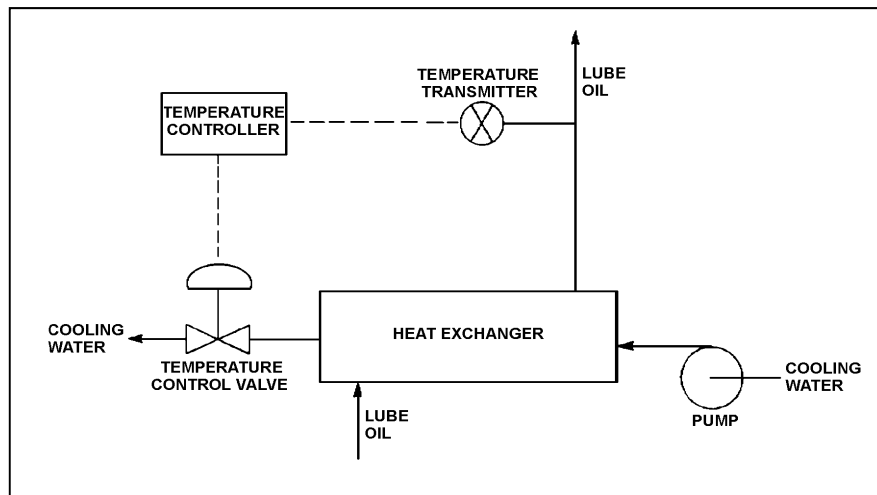 TEMPERATURE
TRANSMITTER
LUBE
OIL
TEMPERATURE
CONTROLLER
COOLING
WATER
TEMPERATURE
CONTROL VALVE
HEAT EXCHANGER
LUBE
OIL
COOLING
WATER
PUMP